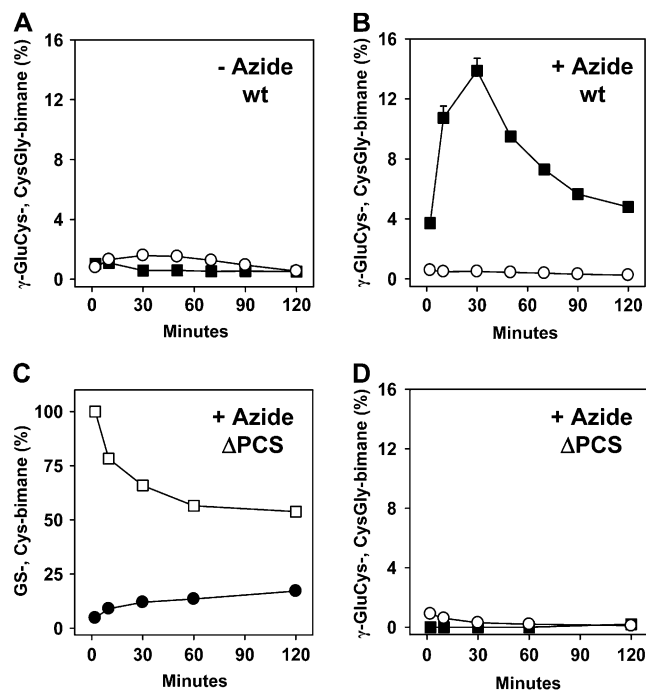 A
γ-GluCys-, CysGly-bimane (%)
16
12
8
4
0
- Azide
wt
0 30 60 90 120
Minutes
B
γ-GluCys-, CysGly-bimane (%)
16
12
8
4
0
+ Azide
wt
0 30 60 90 120
Minutes
C
GS-, Cys-bimane (%)
100
75
50
25
0
+ Azide
ΔPCS
0 30 60 90 120
Minutes
D
γ-GluCys-, CysGly-bimane (%)
16
12
8
4
0
+ Azide
ΔPCS
0 30 60 90 120
Minutes